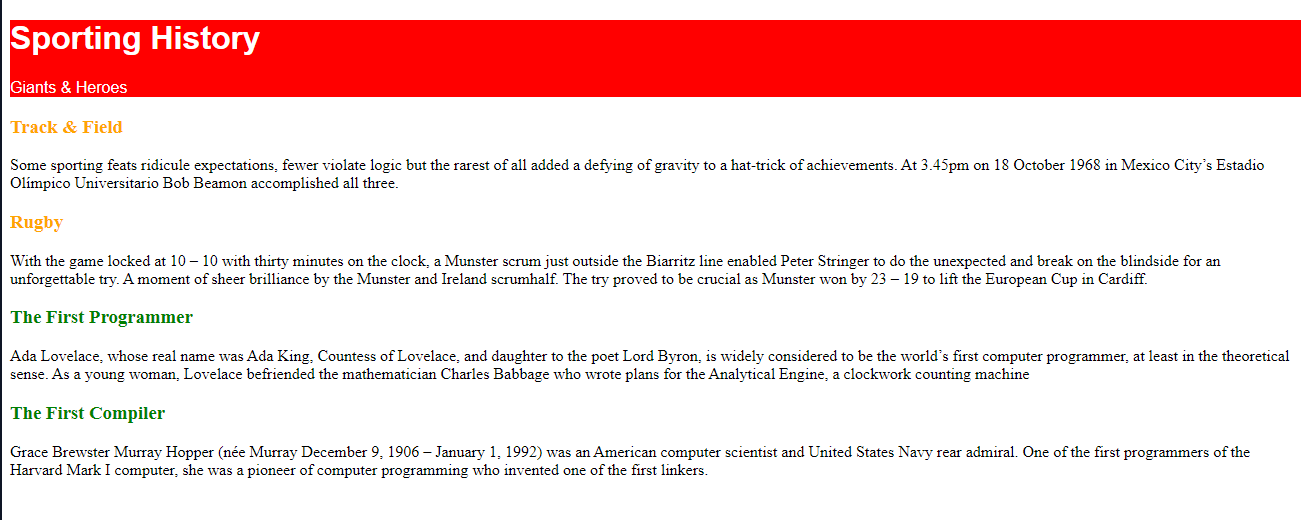 Sporting History
Giants & Heroes
Track & Field
Some sporting feats ridicule expectations, fewer violate logic but the rarest of all added a defying of gravity to a hat-trick of achievements. At 3.45pm on 18 October 1968 in Mexico City’s Estadio
Olímpico Universitario Bob Beamon accomplished all three.
Rugby
With the game locked at 10 – 10 with thirty minutes on the clock, a Munster scrum just outside the Biarritz line enabled Peter Stringer to do the unexpected and break on the blindside for an
unforgettable try. A moment of sheer brilliance by the Munster and Ireland scrumhalf. The try proved to be crucial as Munster won by 23 – 19 to lift the European Cup in Cardiff.
The First Programmer
Ada Lovelace, whose real name was Ada King, Countess of Lovelace, and daughter to the poet Lord Byron, is widely considered to be the world’s first computer programmer, at least in the theoretical
sense. As a young woman, Lovelace befriended the mathematician Charles Babbage who wrote plans for the Analytical Engine, a clockwork counting machine
The First Compiler
Grace Brewster Murray Hopper (née Murray December 9, 1906 – January 1, 1992) was an American computer scientist and United States Navy rear admiral. One of the first programmers of the
Harvard Mark I computer, she was a pioneer of computer programming who invented one of the first linkers.